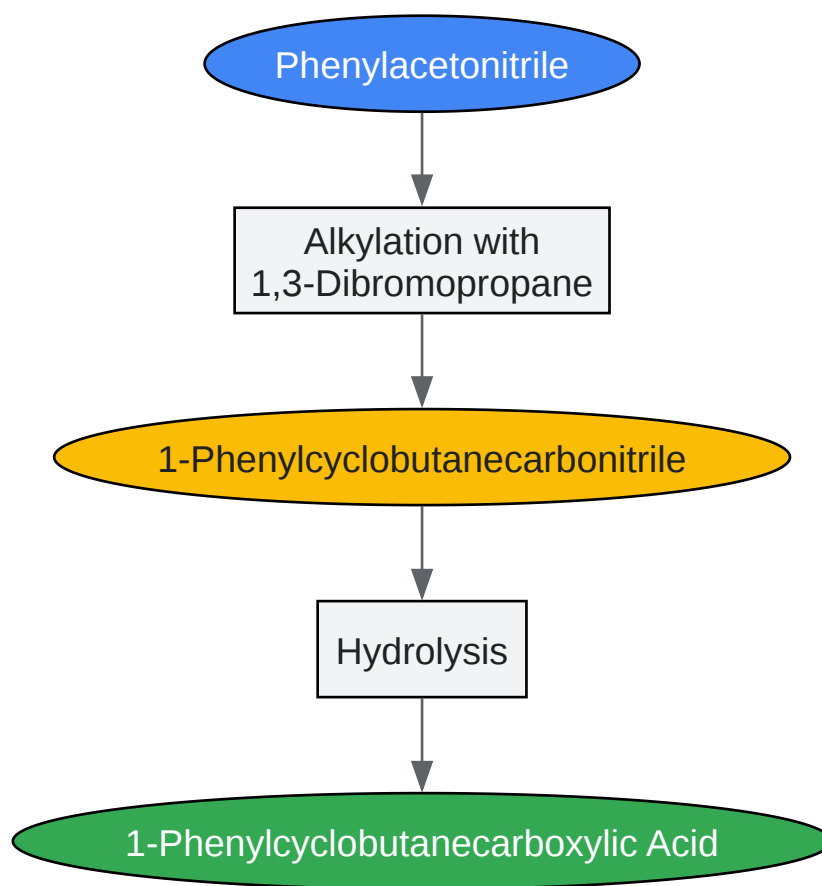 Phenylacetonitrile
Alkylation with
1,3-Dibromopropane
1-Phenylcyclobutanecarbonitrile
Hydrolysis
1-Phenylcyclobutanecarboxylic Acid